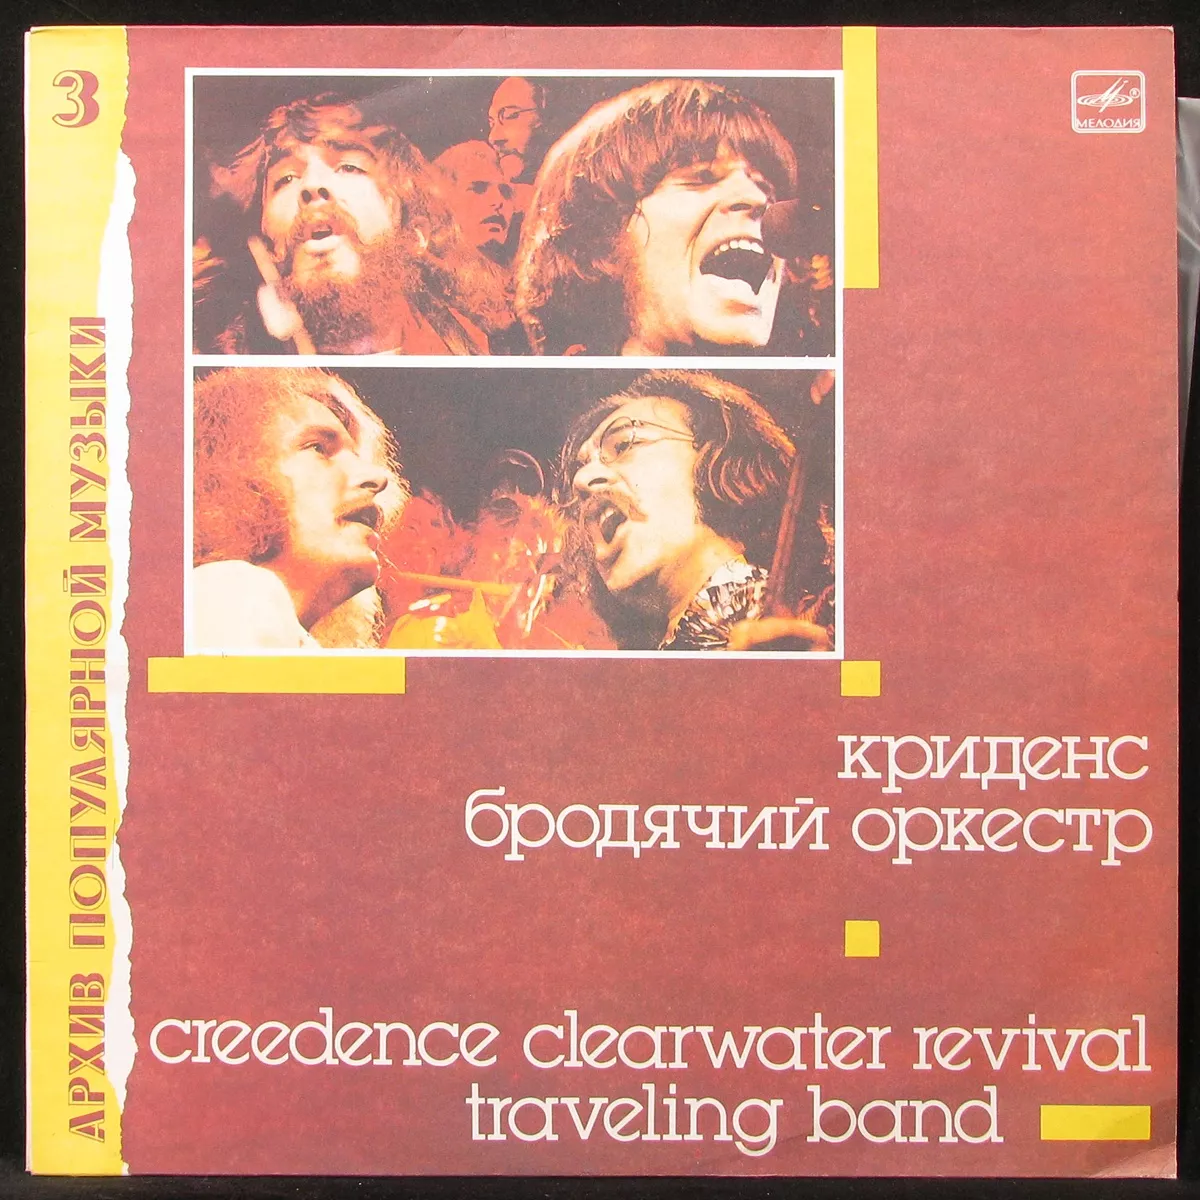 3
АРХИВ ПОПУЛЯРНОЙ МУЗЫКИ
МЕЛОДИЯ
®
криденс
бродячий оркестр
creedence clearwater revival
traveling band